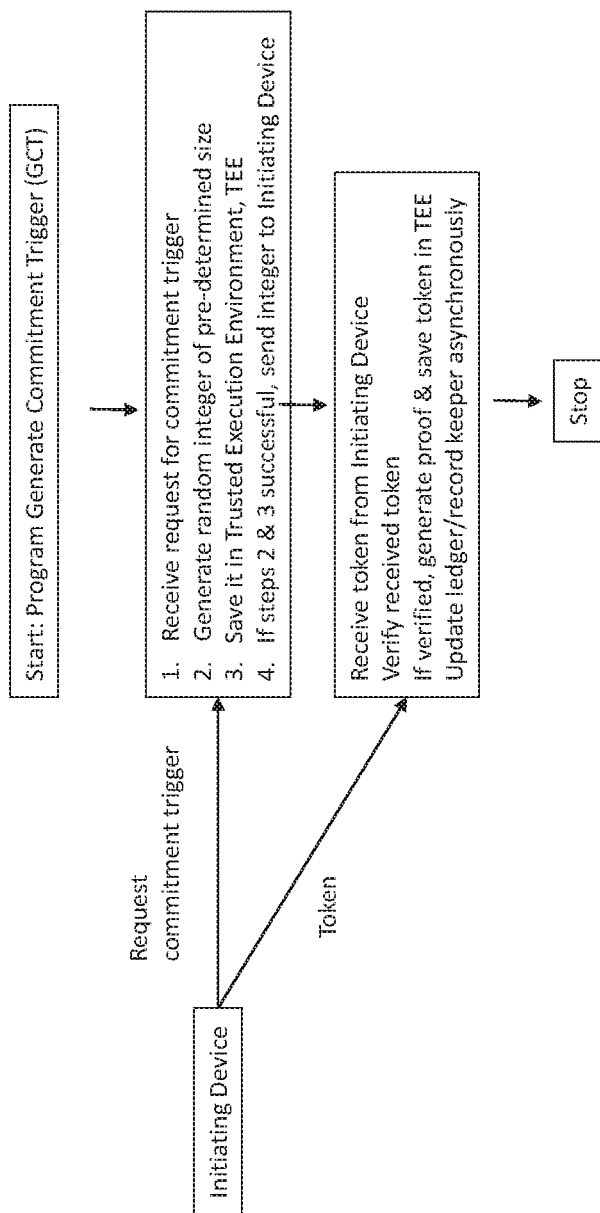 Start: Program Generate Commitment Trigger (GCT)
Initiating Device
Request
commitment trigger
Token
1. Receive request for commitment trigger
2. Generate random integer of pre-determined size
3. Save it in Trusted Execution Environment, TEE
4. If steps 2 & 3 successful, send integer to Initiating Device
Receive token from Initiating Device
Verify received token
If verified, generate proof & save token in TEE
Update ledger/record keeper asynchronously
Stop